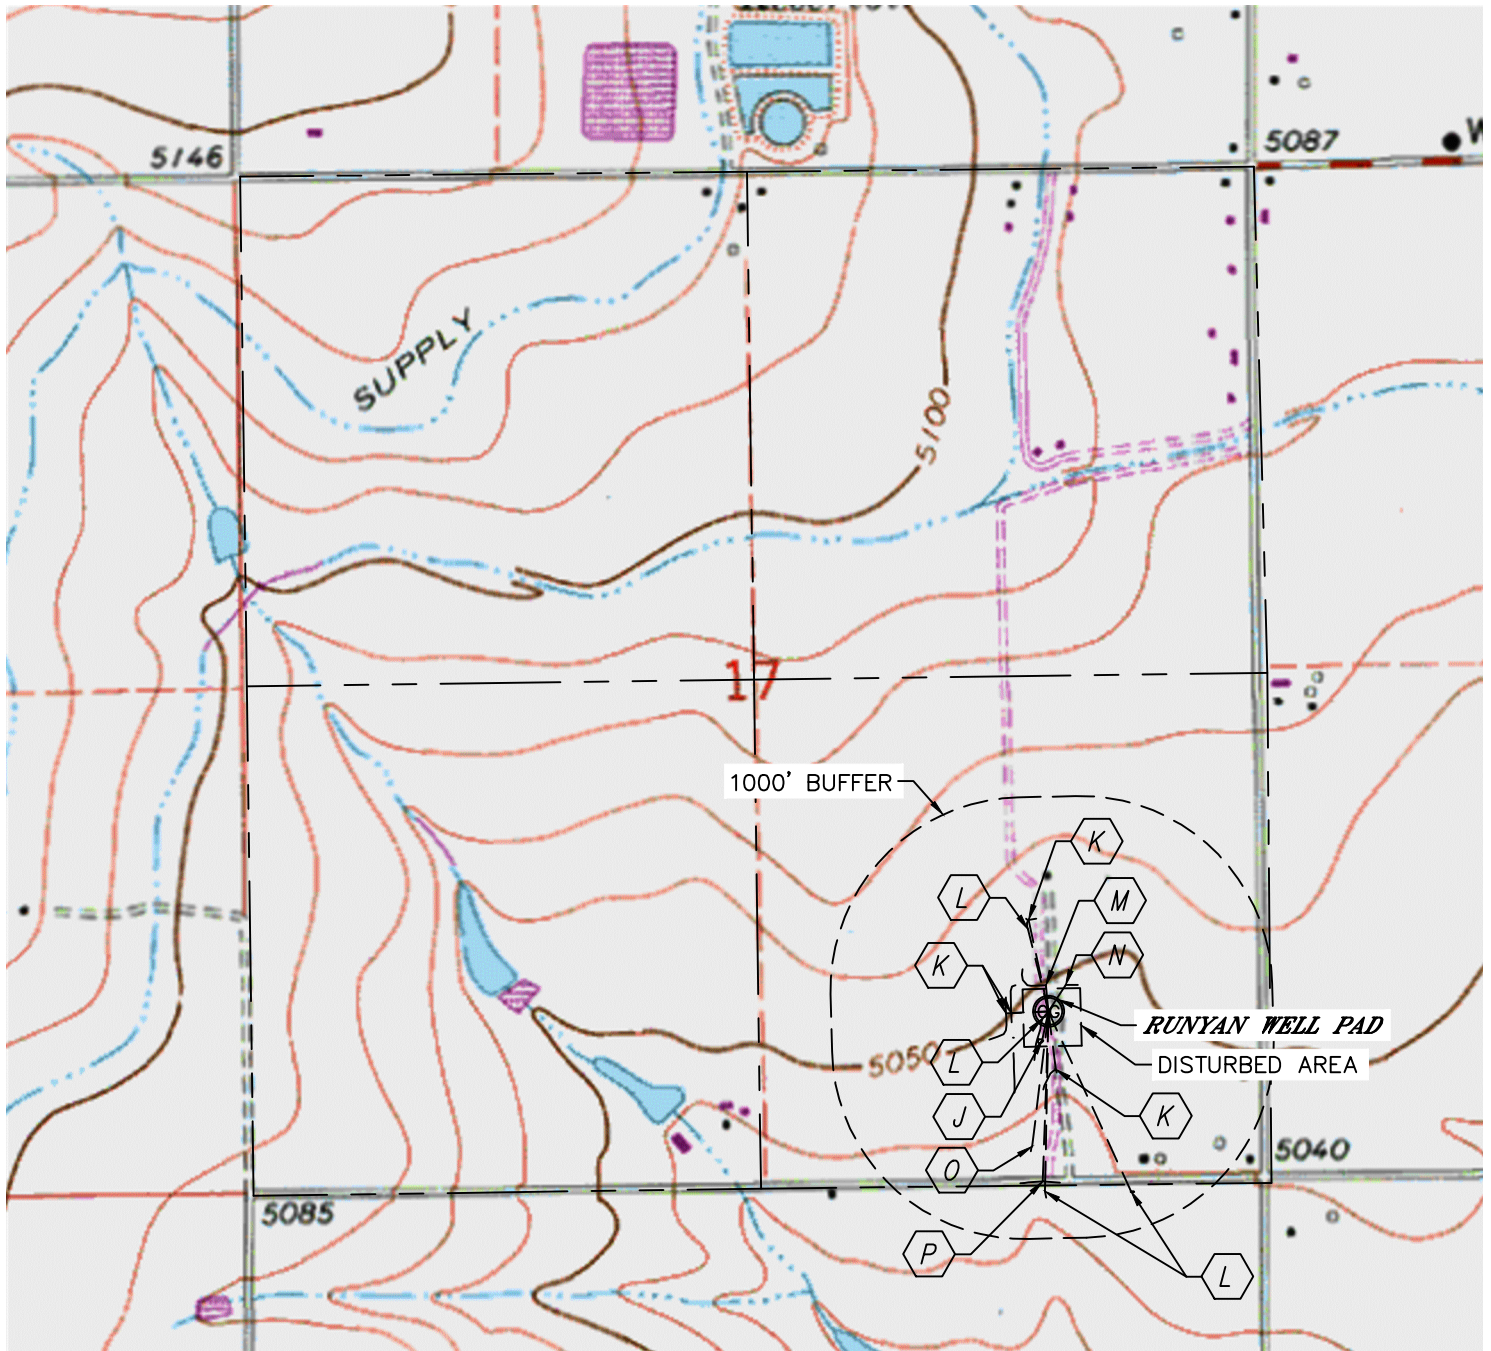 5146
5087
SUPPLY
5100
17
1000' BUFFER
K
L
M
K
N
RUNYAN WELL PAD
5050
L
DISTURBED AREA
J
K
O
5040
5085
P
L